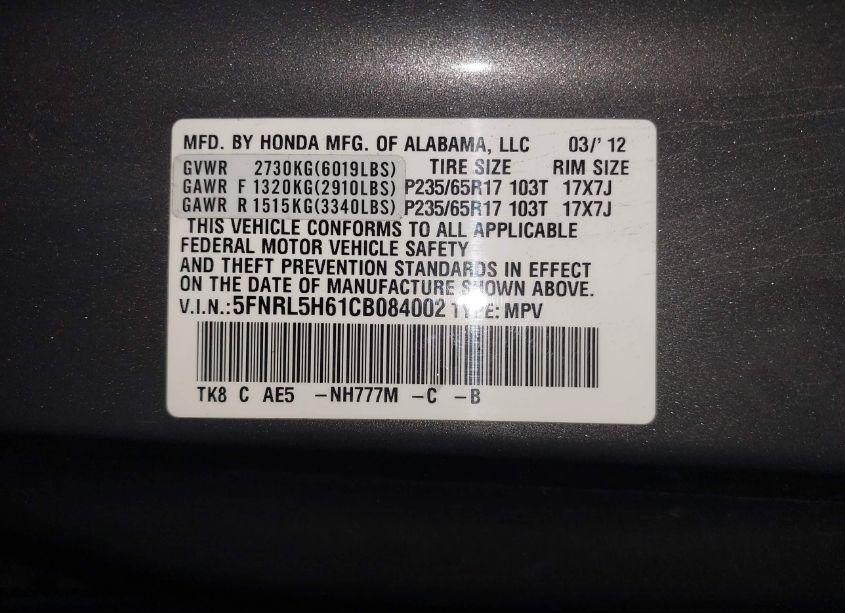 MFD. BY HONDA MFG. OF ALABAMA, LLC 03/' 12
GVWR 2730KG(6019LBS) TIRE SIZE RIM SIZE
GAWR F 1320KG(2910LBS) P235/65R17 103T 17X7J
GAWR R 1515KG(3340LBS) P235/65R17 103T 17X7J
THIS VEHICLE CONFORMS TO ALL APPLICABLE
FEDERAL MOTOR VEHICLE SAFETY
AND THEFT PREVENTION STANDARDS IN EFFECT
ON THE DATE OF MANUFACTURE SHOWN ABOVE.
V.I.N.:5FNRL5H61CB084002 TYPE: MPV
TK8 C AE5 -NH777M -C -B